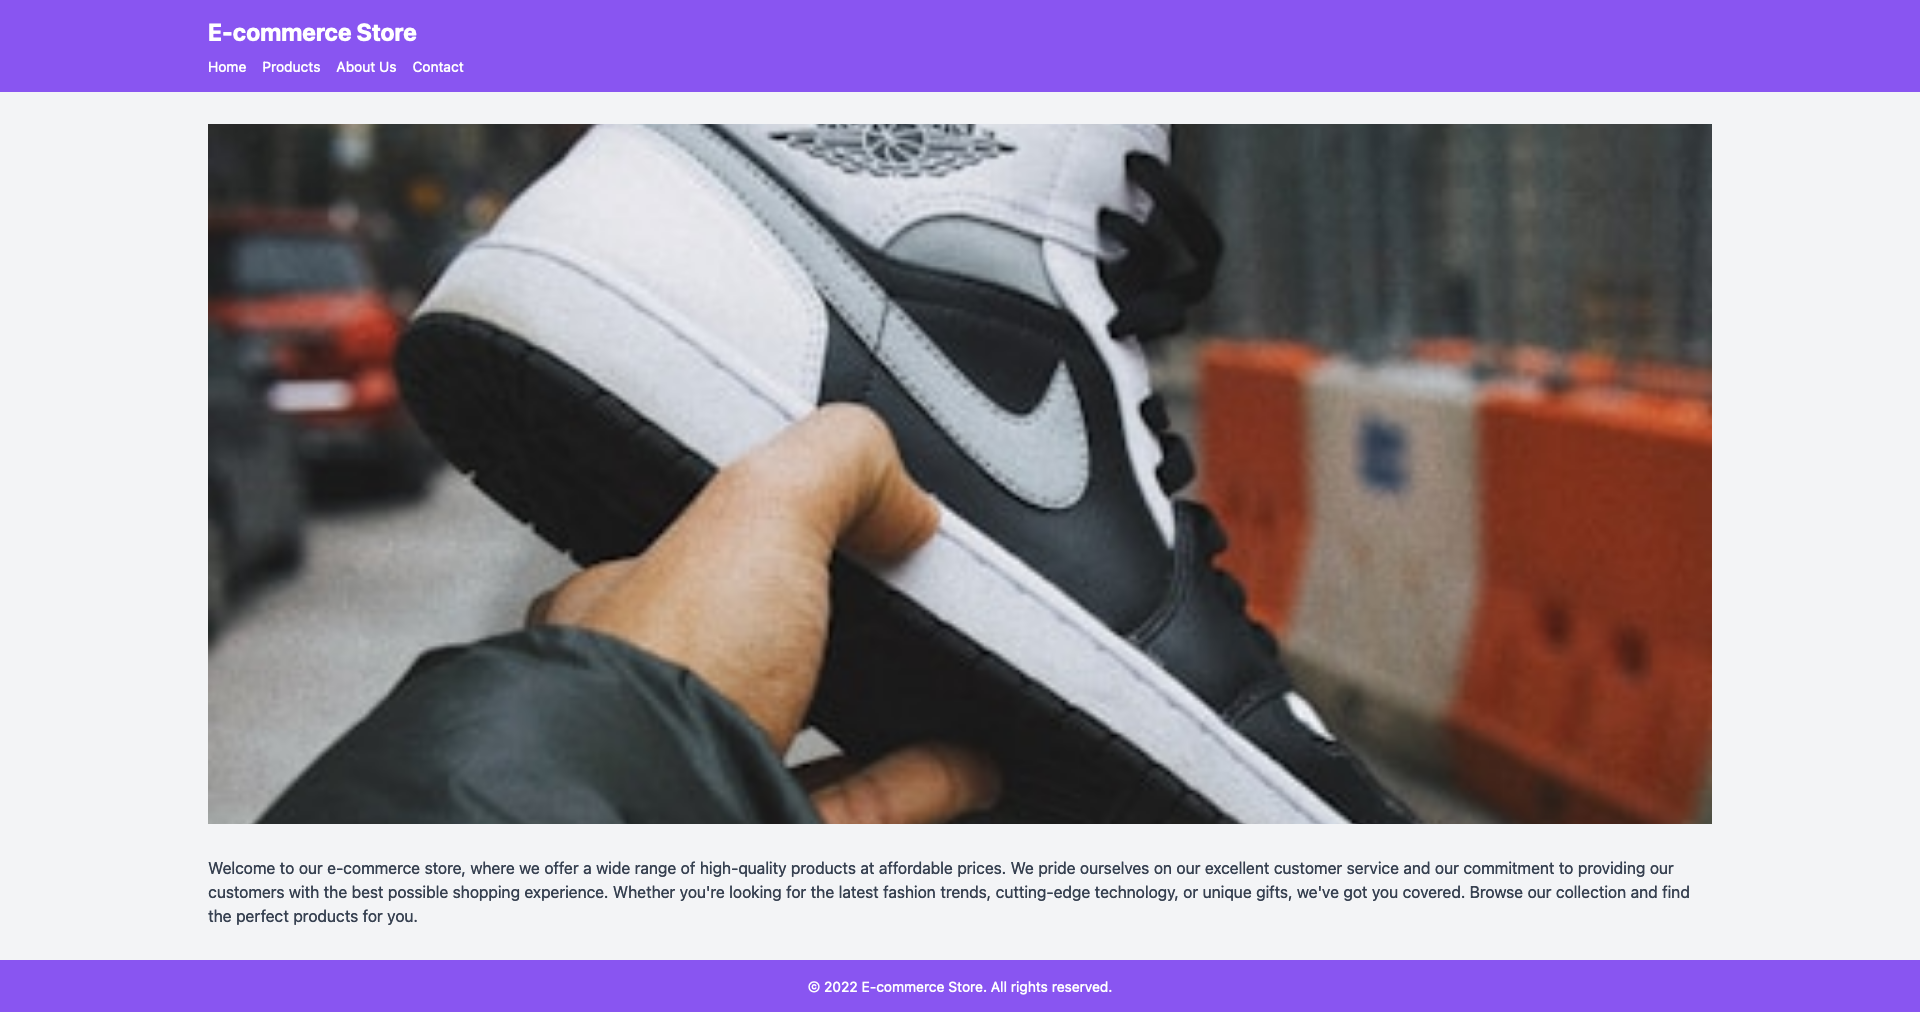 E-commerce Store
Home Products About Us Contact
Welcome to our e-commerce store, where we offer a wide range of high-quality products at affordable prices. We pride ourselves on our excellent customer service and our commitment to providing our
customers with the best possible shopping experience. Whether you're looking for the latest fashion trends, cutting-edge technology, or unique gifts, we've got you covered. Browse our collection and find
the perfect products for you.
© 2022 E-commerce Store. All rights reserved.